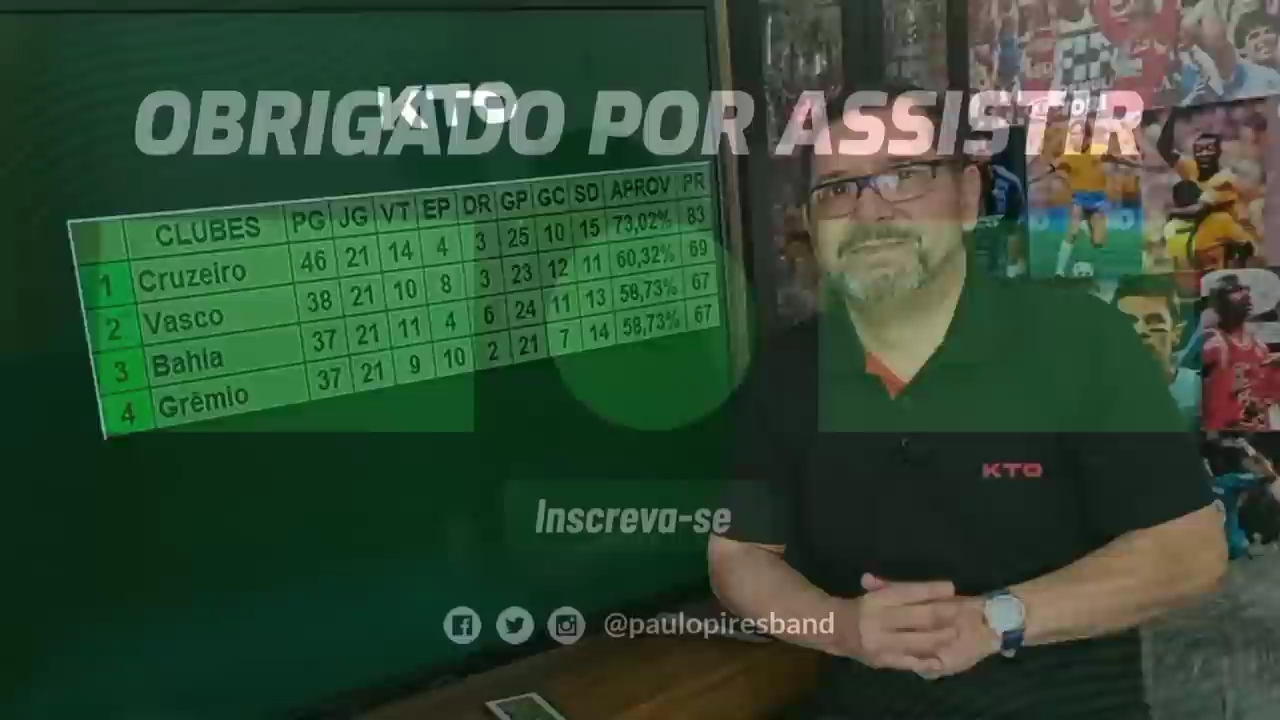 OBRIGADO POR ASSISTIR
KTO
CLUBES PG JG VT EP DR GP GC SD APROV PR
1 Cruzeiro 46 21 14 4 3 25 10 15 73,02% 83
2 Vasco 38 21 10 8 3 23 12 11 60,32% 69
3 Bahia 37 21 11 4 6 24 11 13 58,73% 67
4 Grêmio 37 21 9 10 2 21 7 14 58,73% 67
KTO
Inscreva-se
@paulopiresband